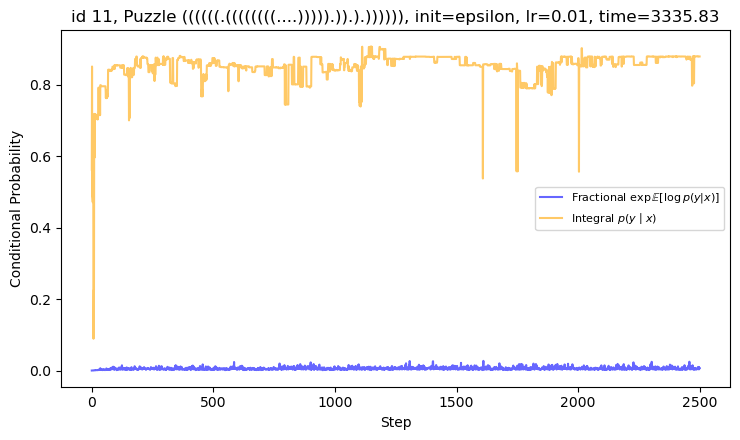 id 11, Puzzle ((((((.((((((((....))))).)).).)))))), init=epsilon, lr=0.01, time=3335.83
Conditional Probability
0.8
0.6
0.4
0.2
0.0
Fractional exp𝔼[log p(y|x)]
Integral p(y | x)
0
500
1000
1500
2000
2500
Step